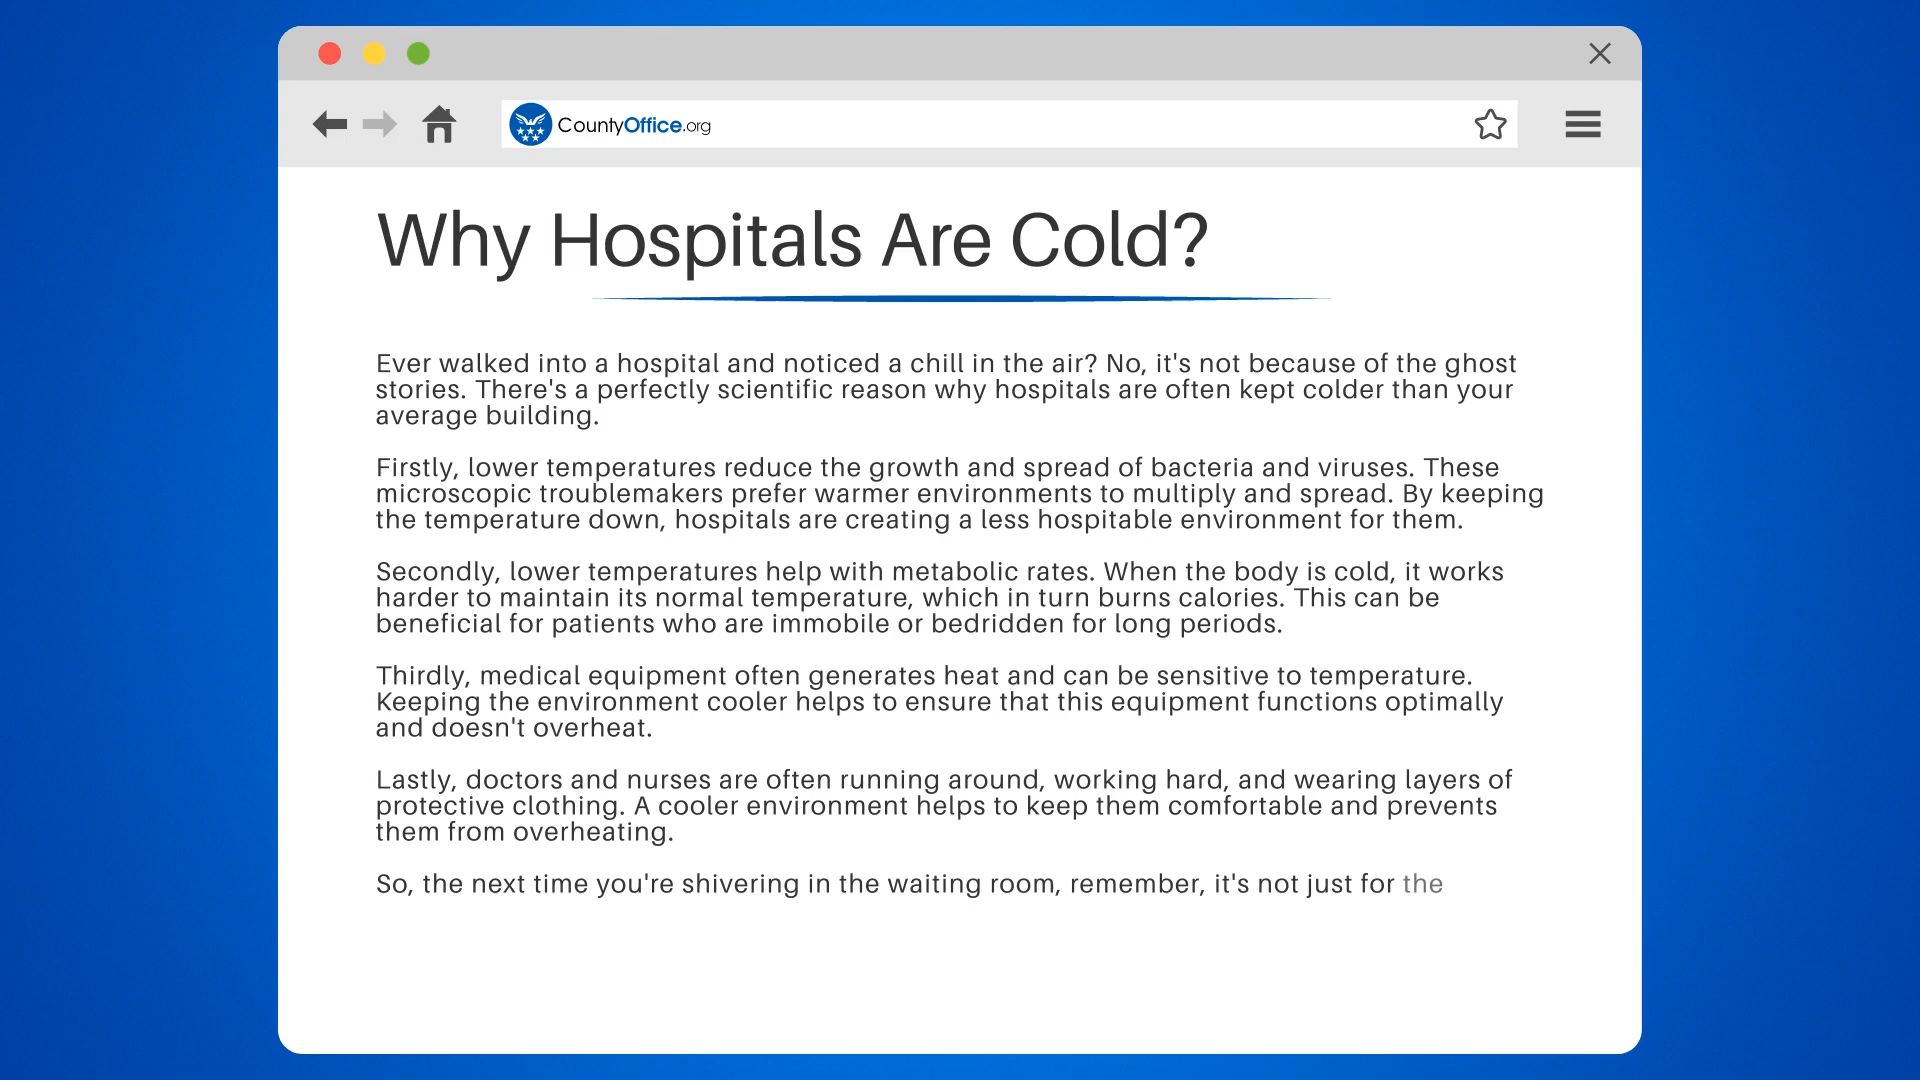 CountyOffice.org
Why Hospitals Are Cold?
Ever walked into a hospital and noticed a chill in the air? No, it's not because of the ghost
stories. There's a perfectly scientific reason why hospitals are often kept colder than your
average building.
Firstly, lower temperatures reduce the growth and spread of bacteria and viruses. These
microscopic troublemakers prefer warmer environments to multiply and spread. By keeping
the temperature down, hospitals are creating a less hospitable environment for them.
Secondly, lower temperatures help with metabolic rates. When the body is cold, it works
harder to maintain its normal temperature, which in turn burns calories. This can be
beneficial for patients who are immobile or bedridden for long periods.
Thirdly, medical equipment often generates heat and can be sensitive to temperature.
Keeping the environment cooler helps to ensure that this equipment functions optimally
and doesn't overheat.
Lastly, doctors and nurses are often running around, working hard, and wearing layers of
protective clothing. A cooler environment helps to keep them comfortable and prevents
them from overheating.
So, the next time you're shivering in the waiting room, remember, it's not just for the